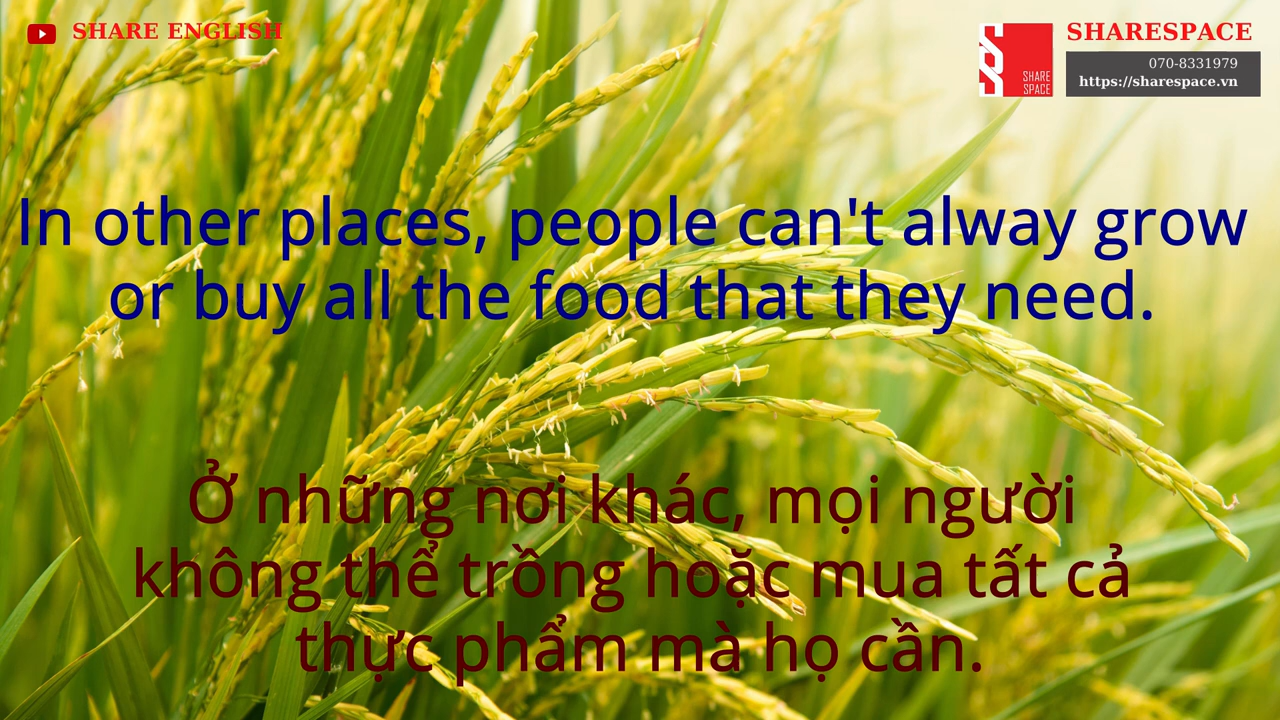 SHARE ENGLISH
SHARESPACE
070-8331979
https://sharespace.vn
SHARE
SPACE
In other places, people can't alway grow
or buy all the food that they need.
Ở những nơi khác, mọi người
không thể trồng hoặc mua tất cả
thực phẩm mà họ cần.